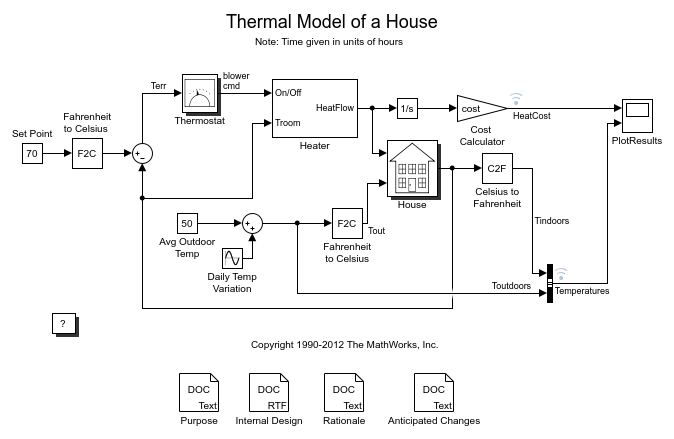 Thermal Model of a House
Note: Time given in units of hours
Set Point
70
Fahrenheit
to Celsius
F2C
+
−
Terr
Thermostat
blower
cmd
On/Off
HeatFlow
Troom
Heater
1/s
cost
Cost
Calculator
HeatCost
PlotResults
House
C2F
Celsius to
Fahrenheit
50
Avg Outdoor
Temp
+
+
Daily Temp
Variation
F2C
Fahrenheit
to Celsius
Tout
Tindoors
Toutdoors
Temperatures
?
Copyright 1990-2012 The MathWorks, Inc.
DOC
Text
Purpose
DOC
RTF
Internal Design
DOC
Text
Rationale
DOC
Text
Anticipated Changes